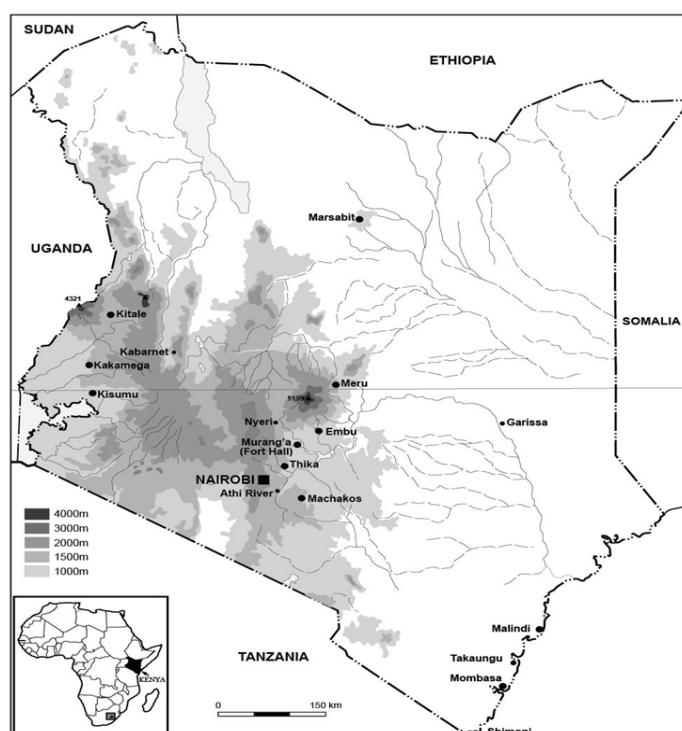 SUDAN
ETHIOPIA
Marsabit
UGANDA
4321
SOMALIA
Kitale
Kabarnet
Kakamega
Meru
Kisumu
5199
Nyeri
Garissa
Embu
Murang'a
(Fort Hall)
Thika
NAIROBI
Athi River
Machakos
4000m
3000m
2000m
1500m
1000m
Malindi
TANZANIA
Takaungu
KENYA
Mombasa
0 150 km
Shimoni